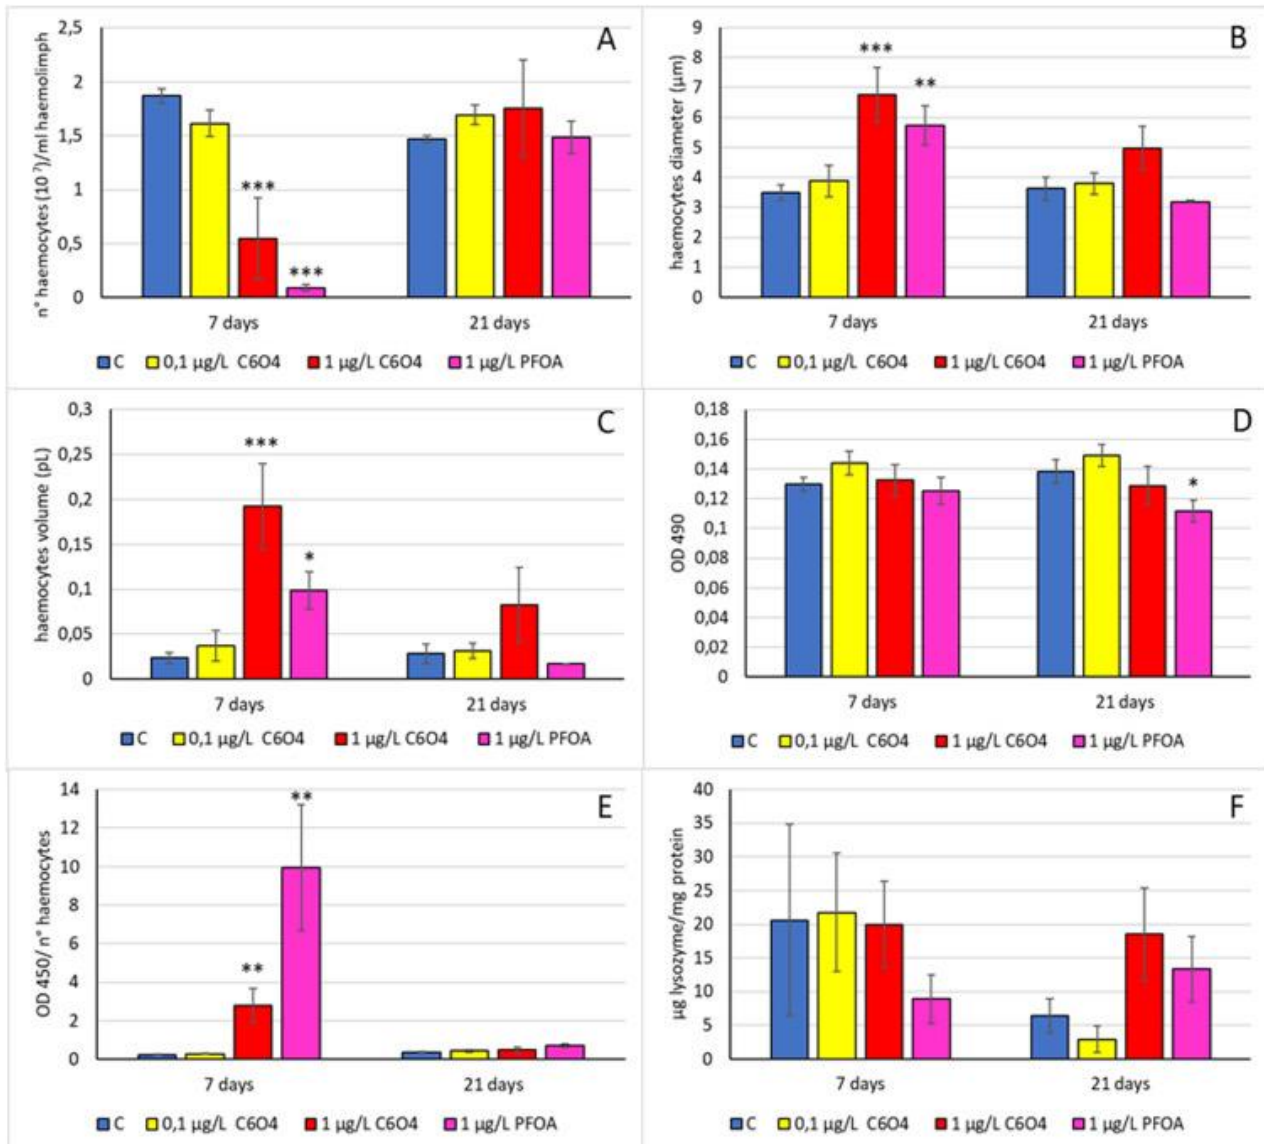 A
n° haemocytes (10 ⁷)/ml haemolimph
2,5
2
1,5
1
0,5
0
***
***
7 days
21 days
C
0,1 µg/L C6O4
1 µg/L C6O4
1 µg/L PFOA
B
haemocytes diameter (µm)
9
8
7
6
5
4
3
2
1
0
***
**
7 days
21 days
C
0,1 µg/L C6O4
1 µg/L C6O4
1 µg/L PFOA
C
haemocytes volume (pL)
0,3
0,25
0,2
0,15
0,1
0,05
0
***
*
7 days
21 days
C
0,1 µg/L C6O4
1 µg/L C6O4
1 µg/L PFOA
D
OD 490
0,18
0,16
0,14
0,12
0,1
0,08
0,06
0,04
0,02
0
*
7 days
21 days
C
0,1 µg/L C6O4
1 µg/L C6O4
1 µg/L PFOA
E
OD 450/ n° haemocytes
14
12
10
8
6
4
2
0
**
**
7 days
21 days
C
0,1 µg/L C6O4
1 µg/L C6O4
1 µg/L PFOA
F
µg lysozyme/mg protein
40
35
30
25
20
15
10
5
0
7 days
21 days
C
0,1 µg/L C6O4
1 µg/L C6O4
1 µg/L PFOA